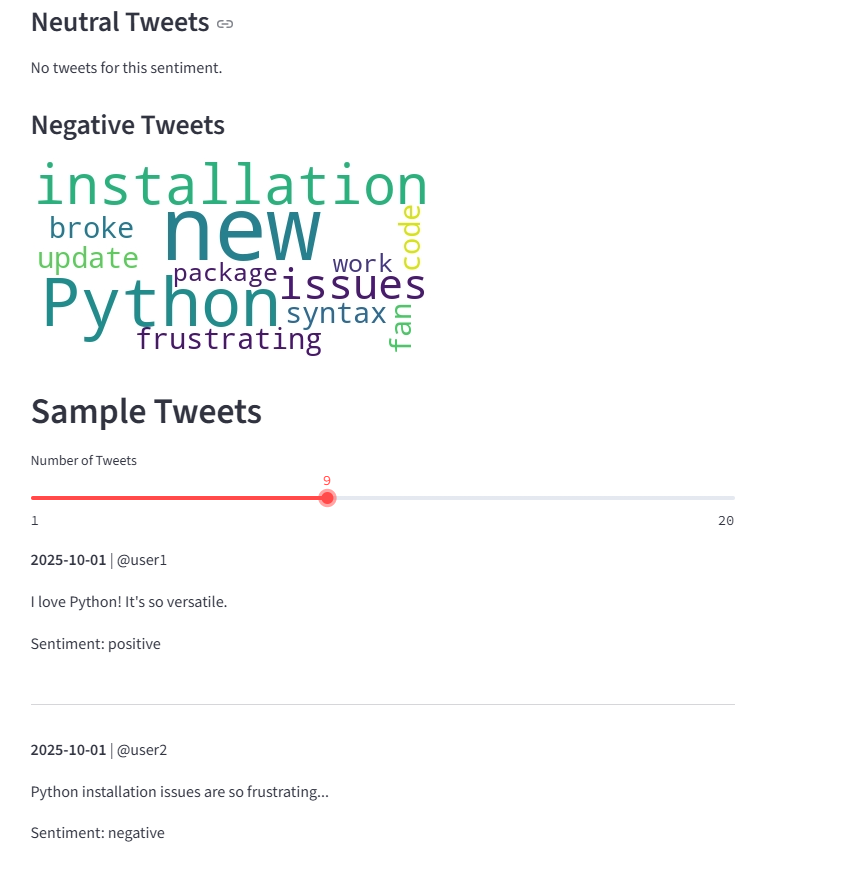 Neutral Tweets
No tweets for this sentiment.
Negative Tweets
installation
new
broke
code
update
work
package
issues
Python
syntax
fan
frustrating
Sample Tweets
Number of Tweets
9
1
20
2025-10-01 | @user1
I love Python! It's so versatile.
Sentiment: positive
2025-10-01 | @user2
Python installation issues are so frustrating...
Sentiment: negative